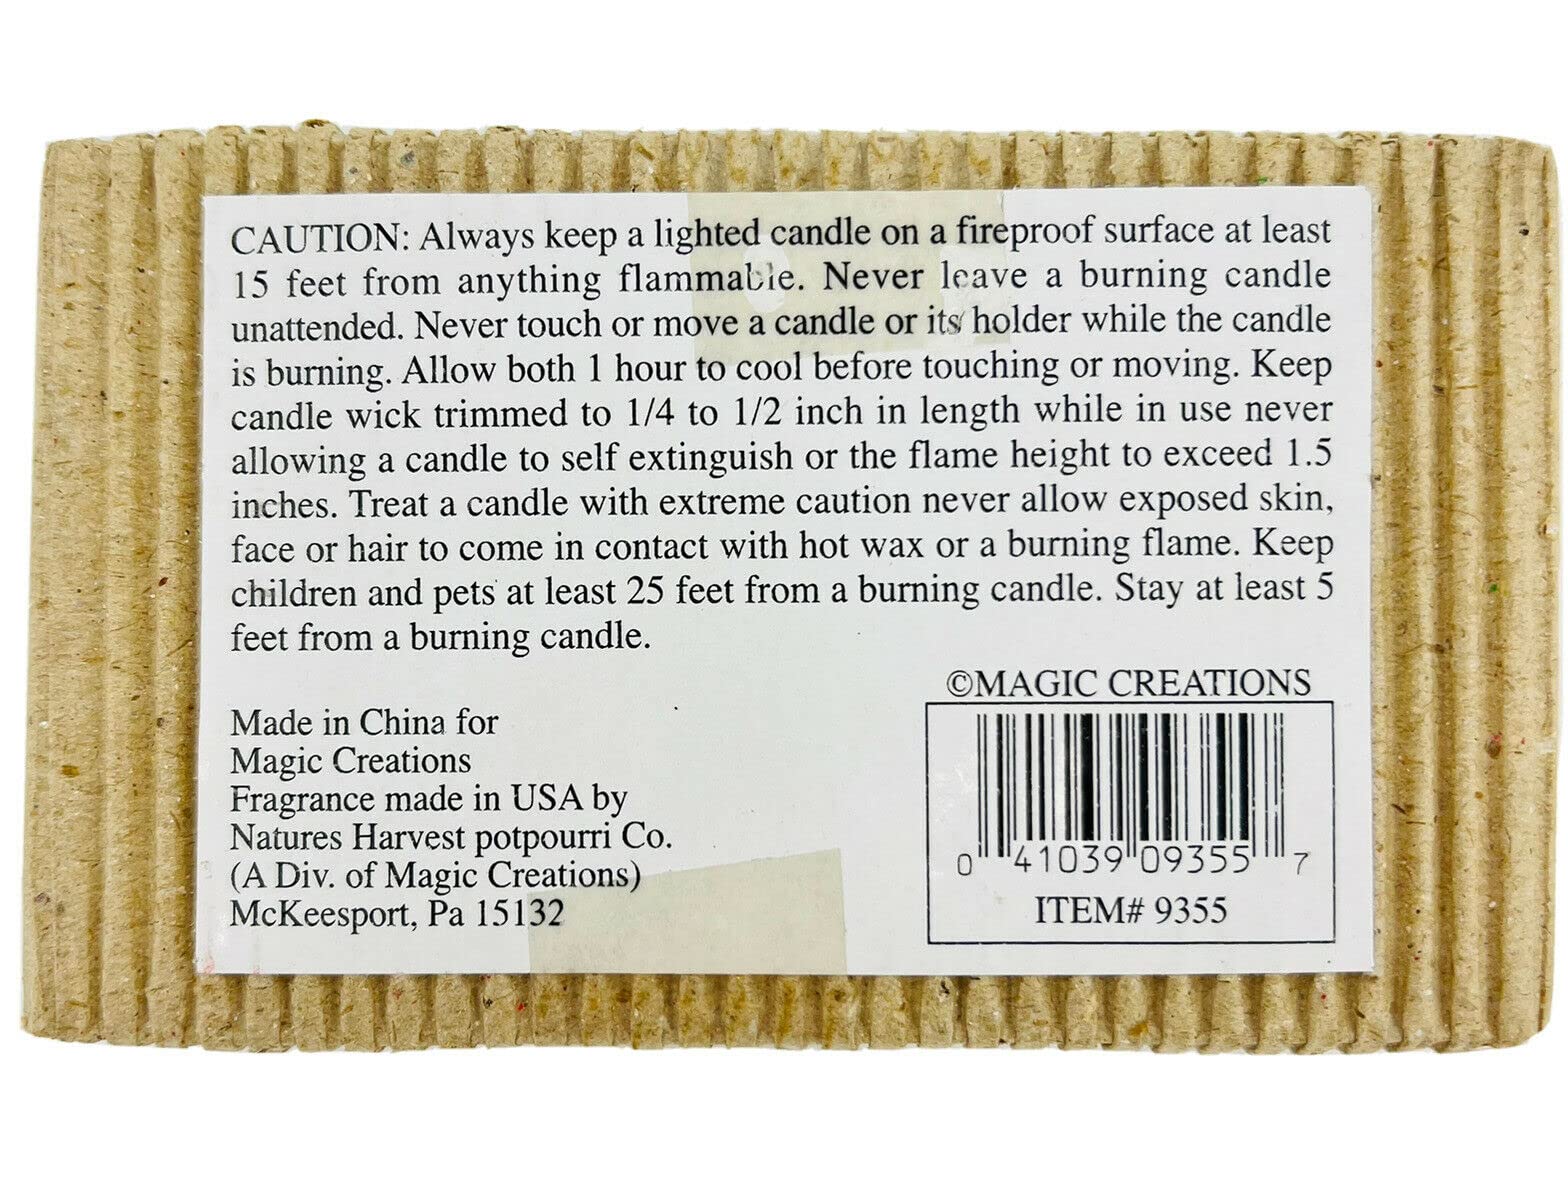 CAUTION: Always keep a lighted candle on a fireproof surface at least
15 feet from anything flammable. Never leave a burning candle
unattended. Never touch or move a candle or its holder while the candle
is burning. Allow both 1 hour to cool before touching or moving. Keep
candle wick trimmed to 1/4 to 1/2 inch in length while in use never
allowing a candle to self extinguish or the flame height to exceed 1.5
inches. Treat a candle with extreme caution never allow exposed skin,
face or hair to come in contact with hot wax or a burning flame. Keep
children and pets at least 25 feet from a burning candle. Stay at least 5
feet from a burning candle.
Made in China for
Magic Creations
Fragrance made in USA by
Natures Harvest potpourri Co.
(A Div. of Magic Creations)
McKeesport, Pa 15132
©MAGIC CREATIONS
0 41039 09355 7
ITEM# 9355